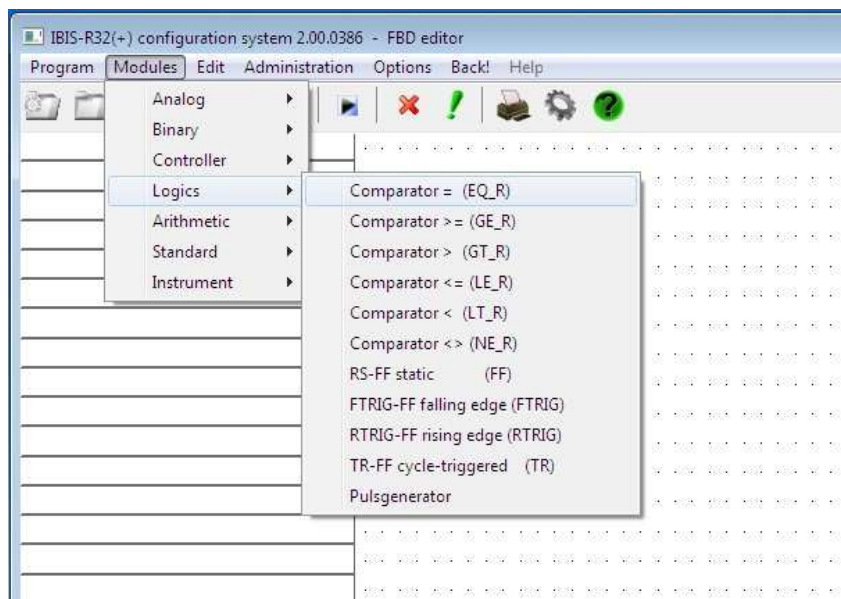 IBIS-R32(+) configuration system 2.00.0386 - FBD editor
Program Modules Edit Administration Options Back! Help
Analog
Binary
Controller
Logics
Arithmetic
Standard
Instrument
Comparator = (EQ_R)
Comparator >= (GE_R)
Comparator > (GT_R)
Comparator <= (LE_R)
Comparator < (LT_R)
Comparator <> (NE_R)
RS-FF static (FF)
FTRIG-FF falling edge (FTRIG)
RTRIG-FF rising edge (RTRIG)
TR-FF cycle-triggered (TR)
Pulsgenerator